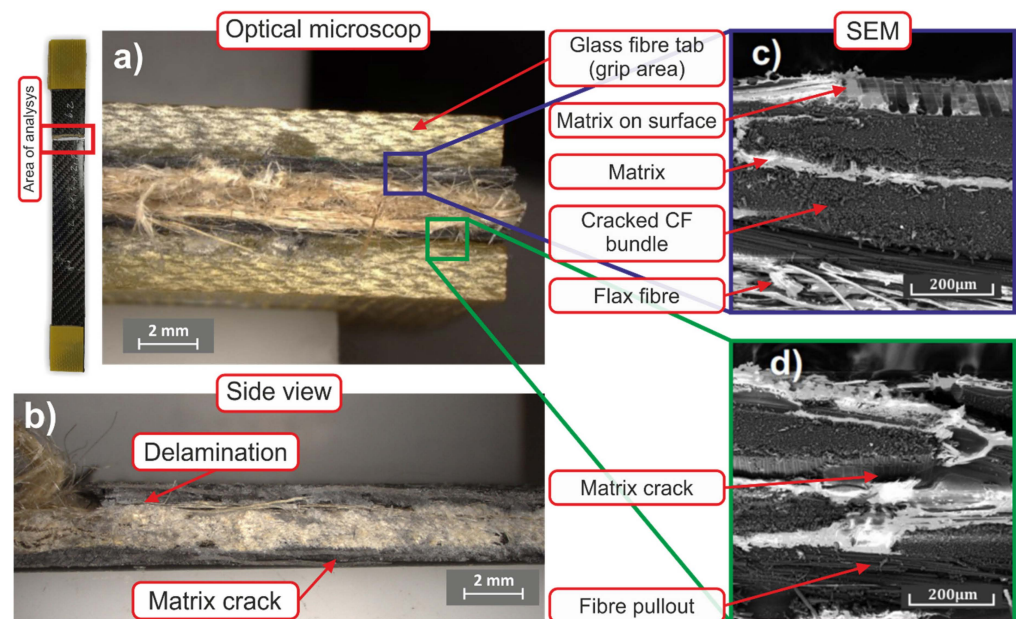 Optical microscop
SEM
a)
Glass fibre tab
(grip area)
c)
Area of analysys
Matrix on surface
Matrix
Cracked CF
bundle
Flax fibre
200μm
2 mm
Side view
b)
Delamination
Matrix crack
2 mm
d)
Matrix crack
Fibre pullout
200μm